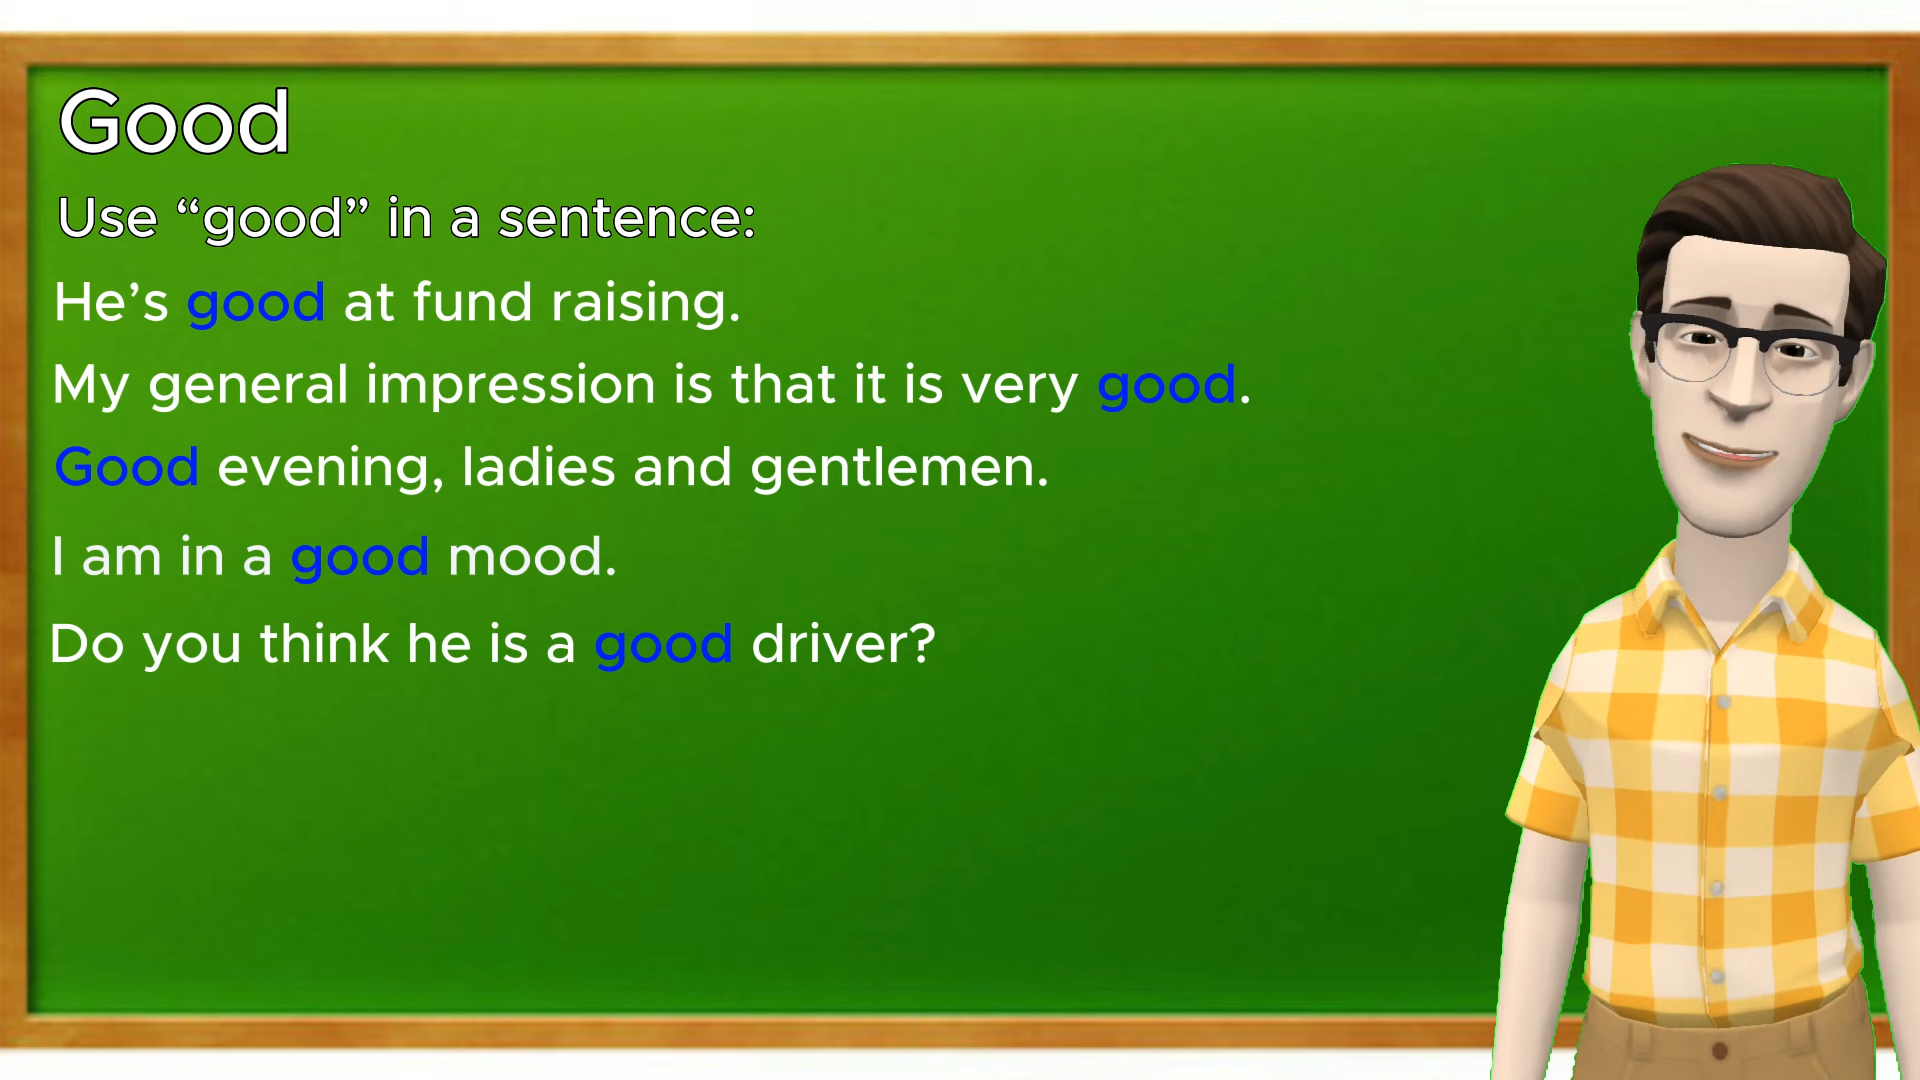 Good
Use “good” in a sentence:
He’s good at fund raising.
My general impression is that it is very good.
Good evening, ladies and gentlemen.
I am in a good mood.
Do you think he is a good driver?